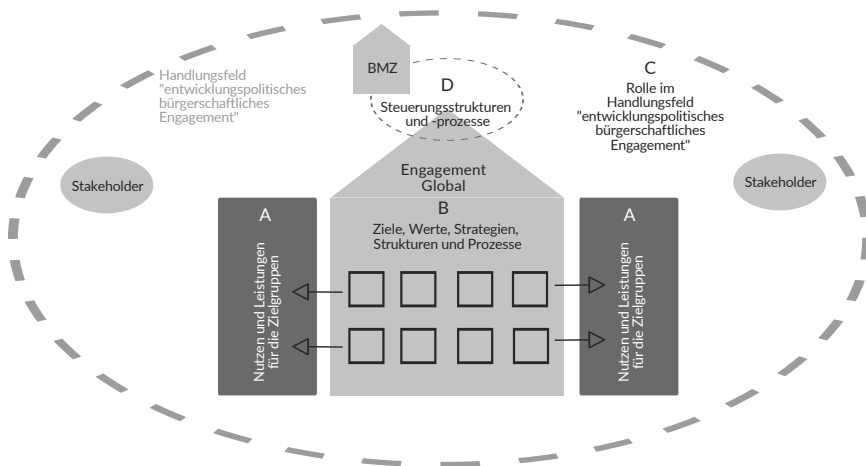 Handlungsfeld
"entwicklungspolitisches
bürgerschaftliches
Engagement"
BMZ
D
Steuerungsstrukturen
und -prozesse
C
Rolle im
Handlungsfeld
"entwicklungspolitisches
bürgerschaftliches
Engagement"
Stakeholder
Stakeholder
Engagement
Global
A
Nutzen und Leistungen
für die Zielgruppen
B
Ziele, Werte, Strategien,
Strukturen und Prozesse
A
Nutzen und Leistungen
für die Zielgruppen